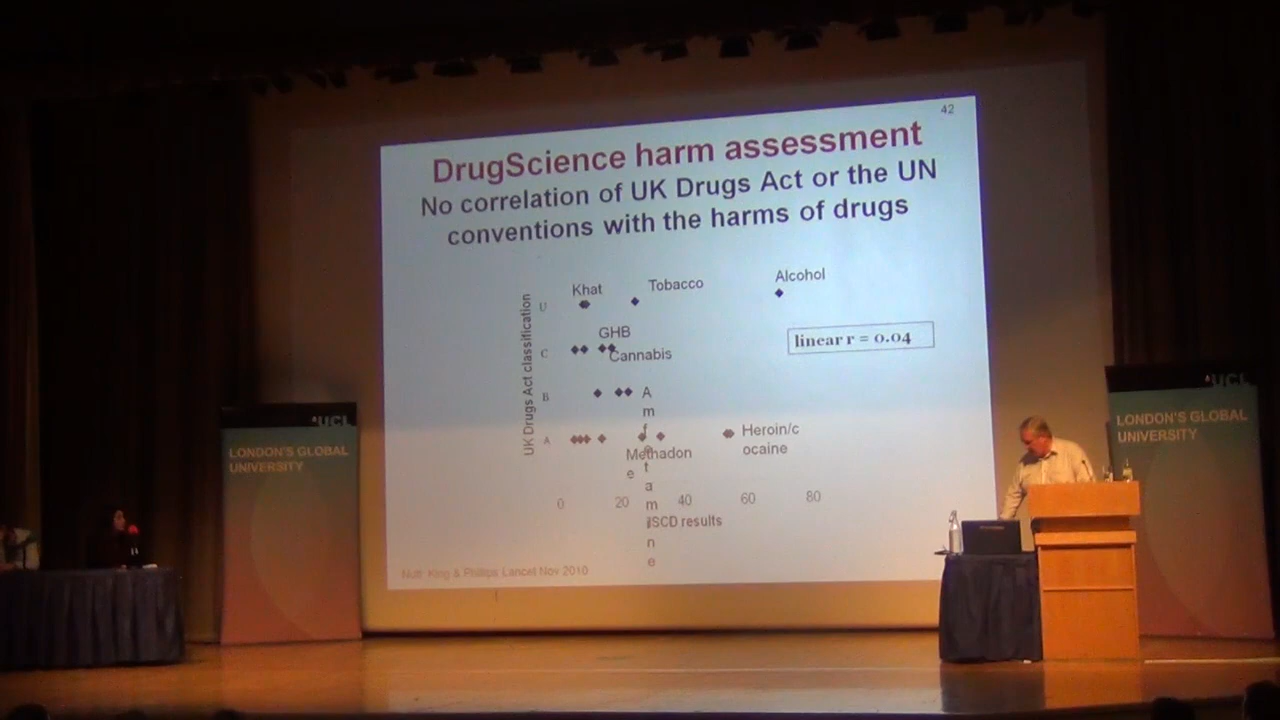 42
DrugScience harm assessment
No correlation of UK Drugs Act or the UN
conventions with the harms of drugs
Khat
Tobacco
Alcohol
U
GHB
linear r = 0.04
C
Cannabis
UK Drugs Act classification
B
A
m
f
e
t
a
m
i
n
e
A
Heroin/c
ocaine
Methadon
e
0
20
40
60
80
ISCD results
Nutt King & Phillips Lancet Nov 2010
UCL
LONDON'S GLOBAL
UNIVERSITY
UCL
LONDON'S GLOBAL
UNIVERSITY